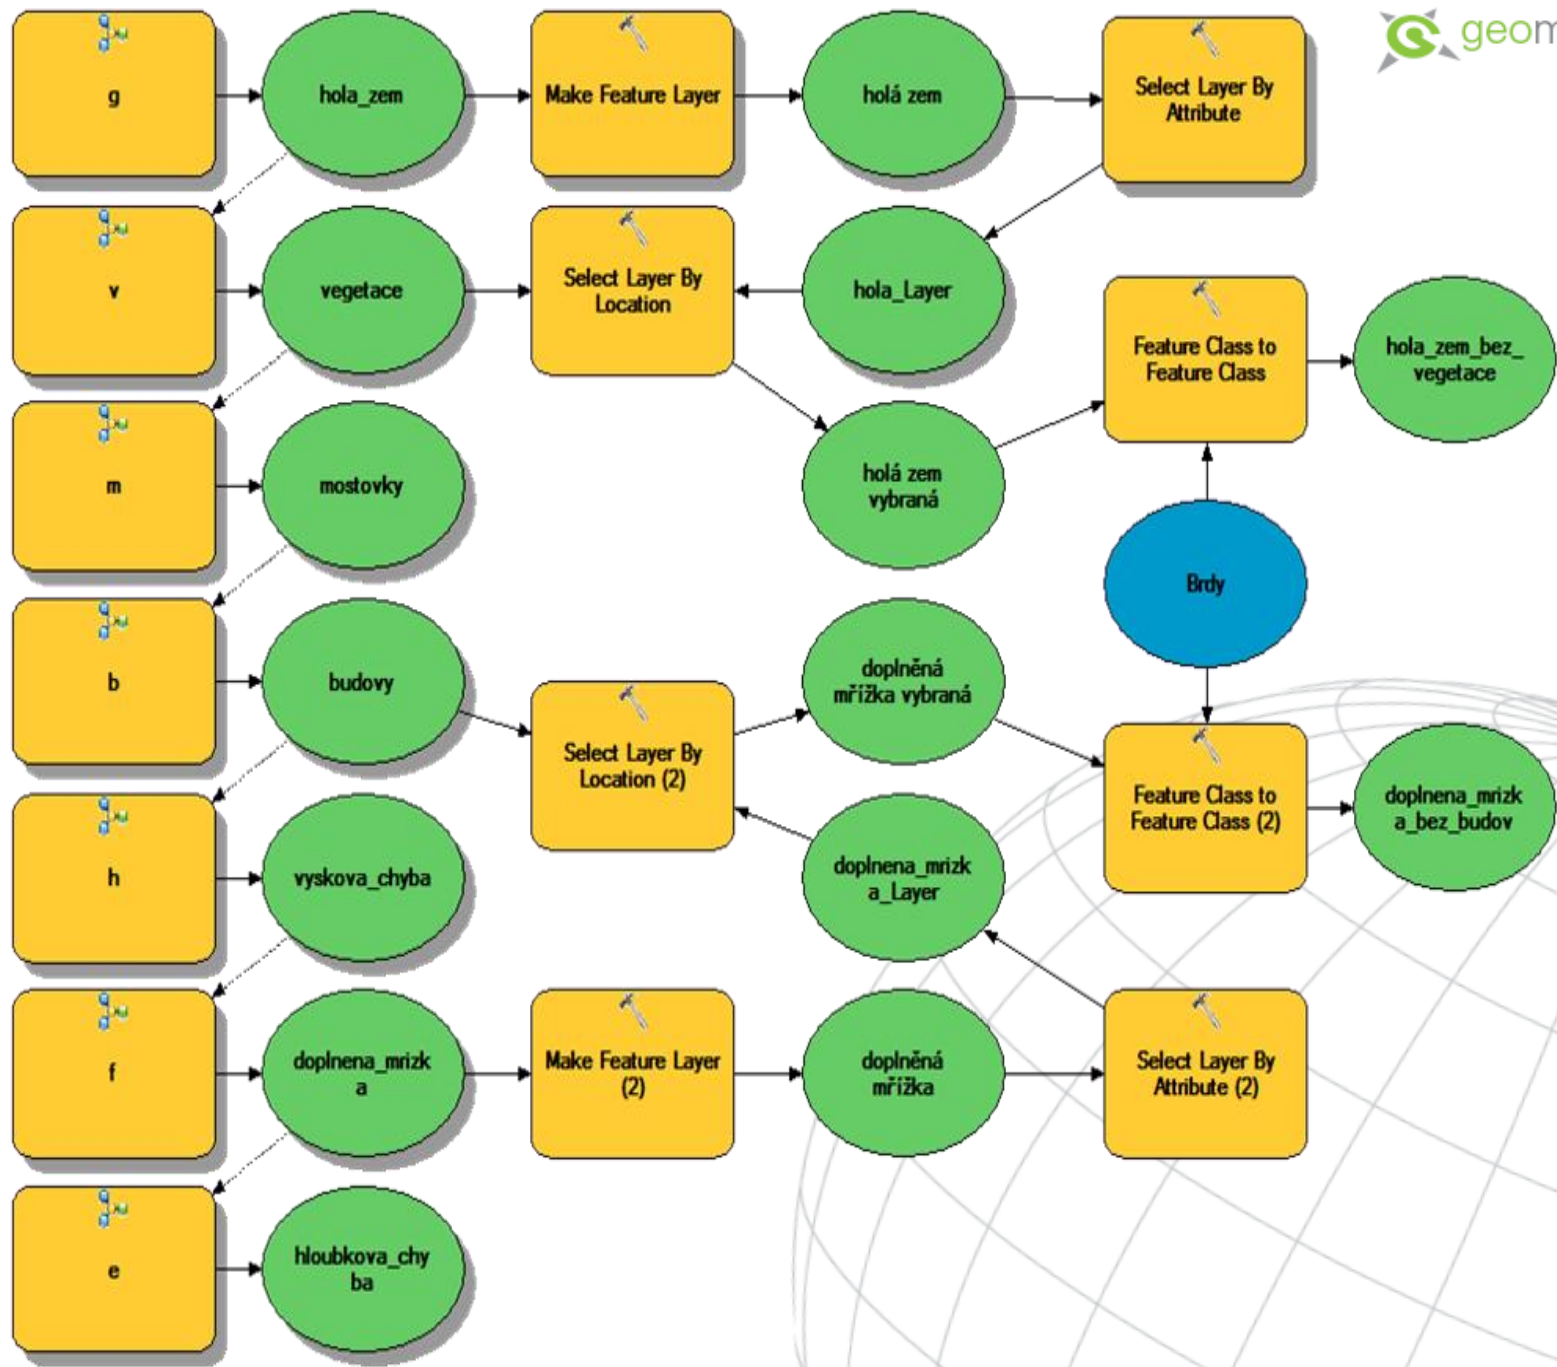 g
hola_zem
Make Feature Layer
holá zem
Select Layer By
Attribute
geom
v
vegetace
Select Layer By
Location
hola_Layer
Feature Class to
Feature Class
hola_zem_bez_
vegetace
m
mostovky
holá zem
vybraná
Brdy
b
budovy
Select Layer By
Location (2)
doplněná
mřížka vybraná
Feature Class to
Feature Class (2)
doplnena_mrizk
a_bez_budov
h
vyskova_chyba
doplnena_mrizk
a_Layer
f
doplnena_mrizk
a
Make Feature Layer
(2)
doplněná
mřížka
Select Layer By
Attribute (2)
e
hloubkova_chy
ba